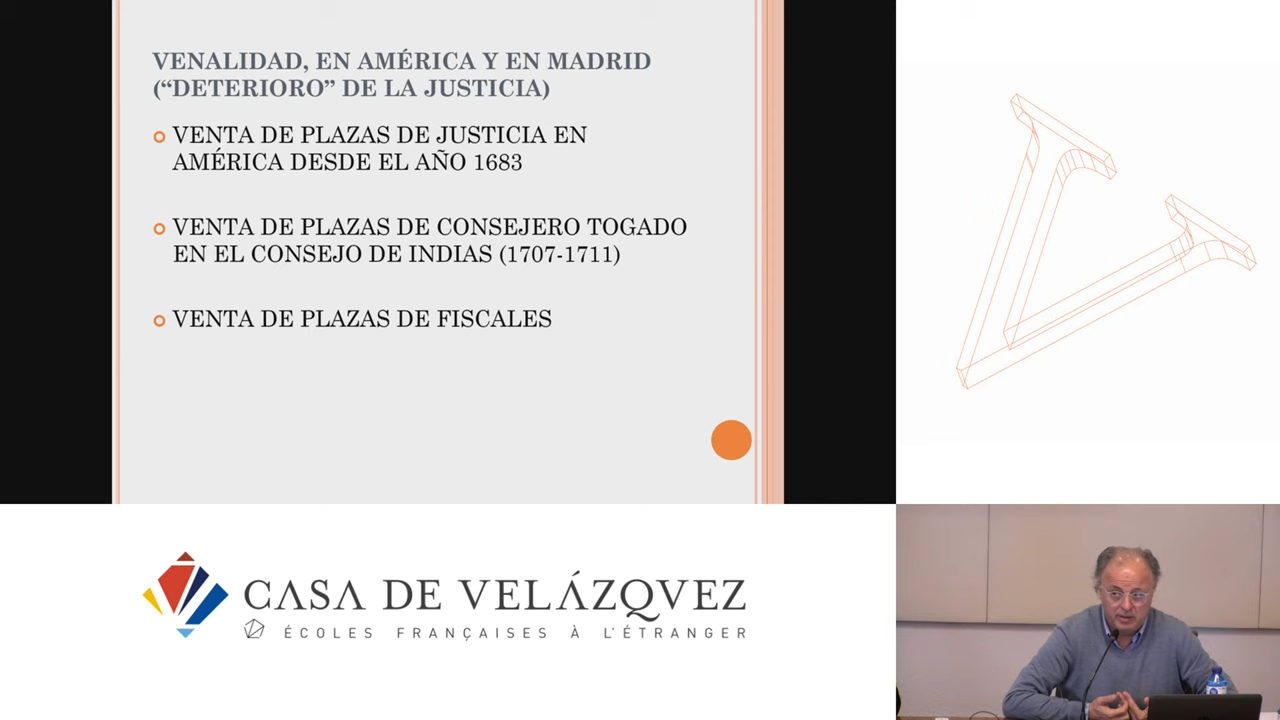 VENALIDAD, EN AMÉRICA Y EN MADRID
(“DETERIORO” DE LA JUSTICIA)
VENTA DE PLAZAS DE JUSTICIA EN
AMÉRICA DESDE EL AÑO 1683
VENTA DE PLAZAS DE CONSEJERO TOGADO
EN EL CONSEJO DE INDIAS (1707-1711)
VENTA DE PLAZAS DE FISCALES
CASA DE VELÁZQVEZ
ÉCOLES FRANÇAISES À L'ÉTRANGER